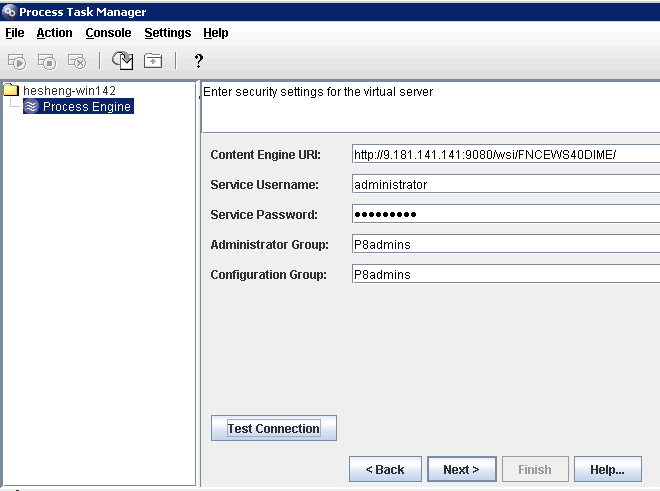 Process Task Manager
File Action Console Settings Help
?
hesheng-win142
Process Engine
Enter security settings for the virtual server
Content Engine URI: http://9.181.141.141:9080/wsi/FNCEWS40DIME/
Service Username: administrator
Service Password: ●●●●●●●●●
Administrator Group: P8admins
Configuration Group: P8admins
Test Connection
< Back Next > Finish Help...